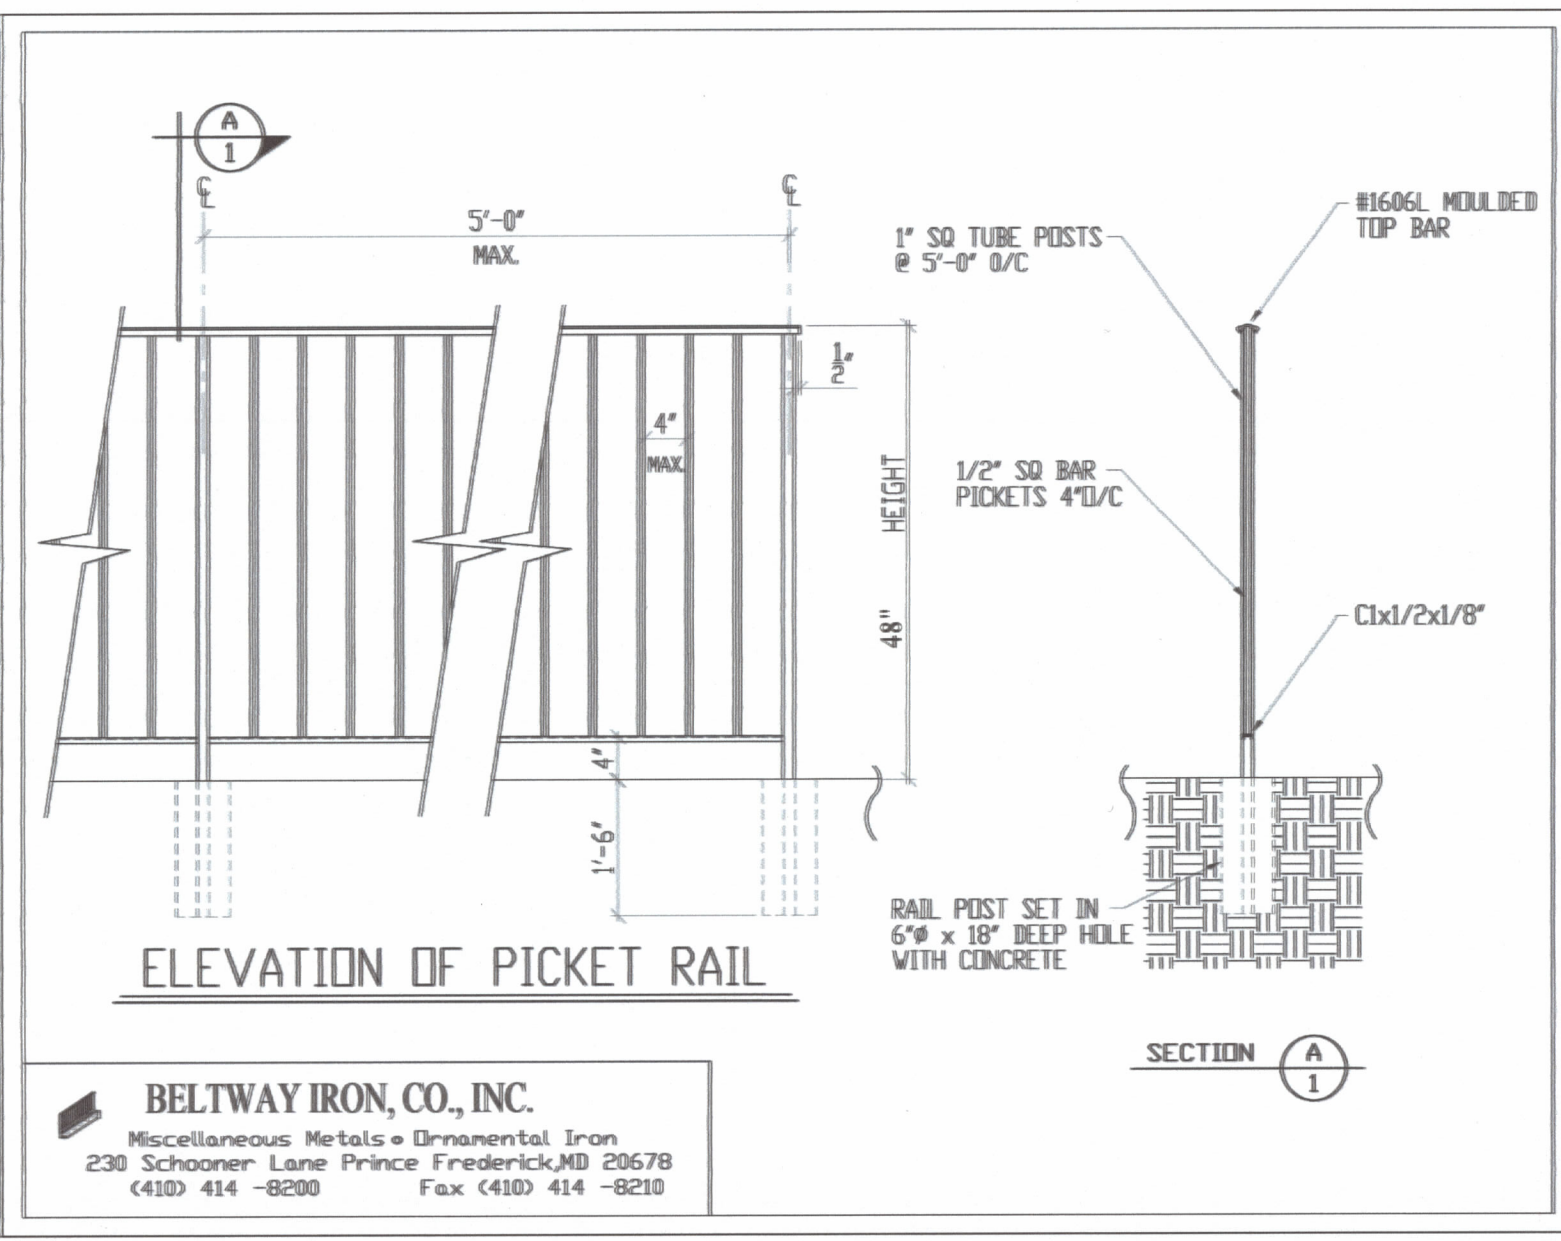 A
1
℄
℄
5'-0"
MAX.
1" SQ TUBE POSTS
@ 5'-0" O/C
#1606L MOULDED
TOP BAR
1/2"
4"
MAX.
HEIGHT
48"
1/2" SQ BAR
PICKETS 4"O/C
C1x1/2x1/8"
4"
1'-6"
RAIL POST SET IN
6"Ø x 18" DEEP HOLE
WITH CONCRETE
ELEVATION OF PICKET RAIL
SECTION
A
1
BELTWAY IRON, CO., INC.
Miscellaneous Metals • Ornamental Iron
230 Schooner Lane Prince Frederick,MD 20678
(410) 414 -8200 Fax (410) 414 -8210